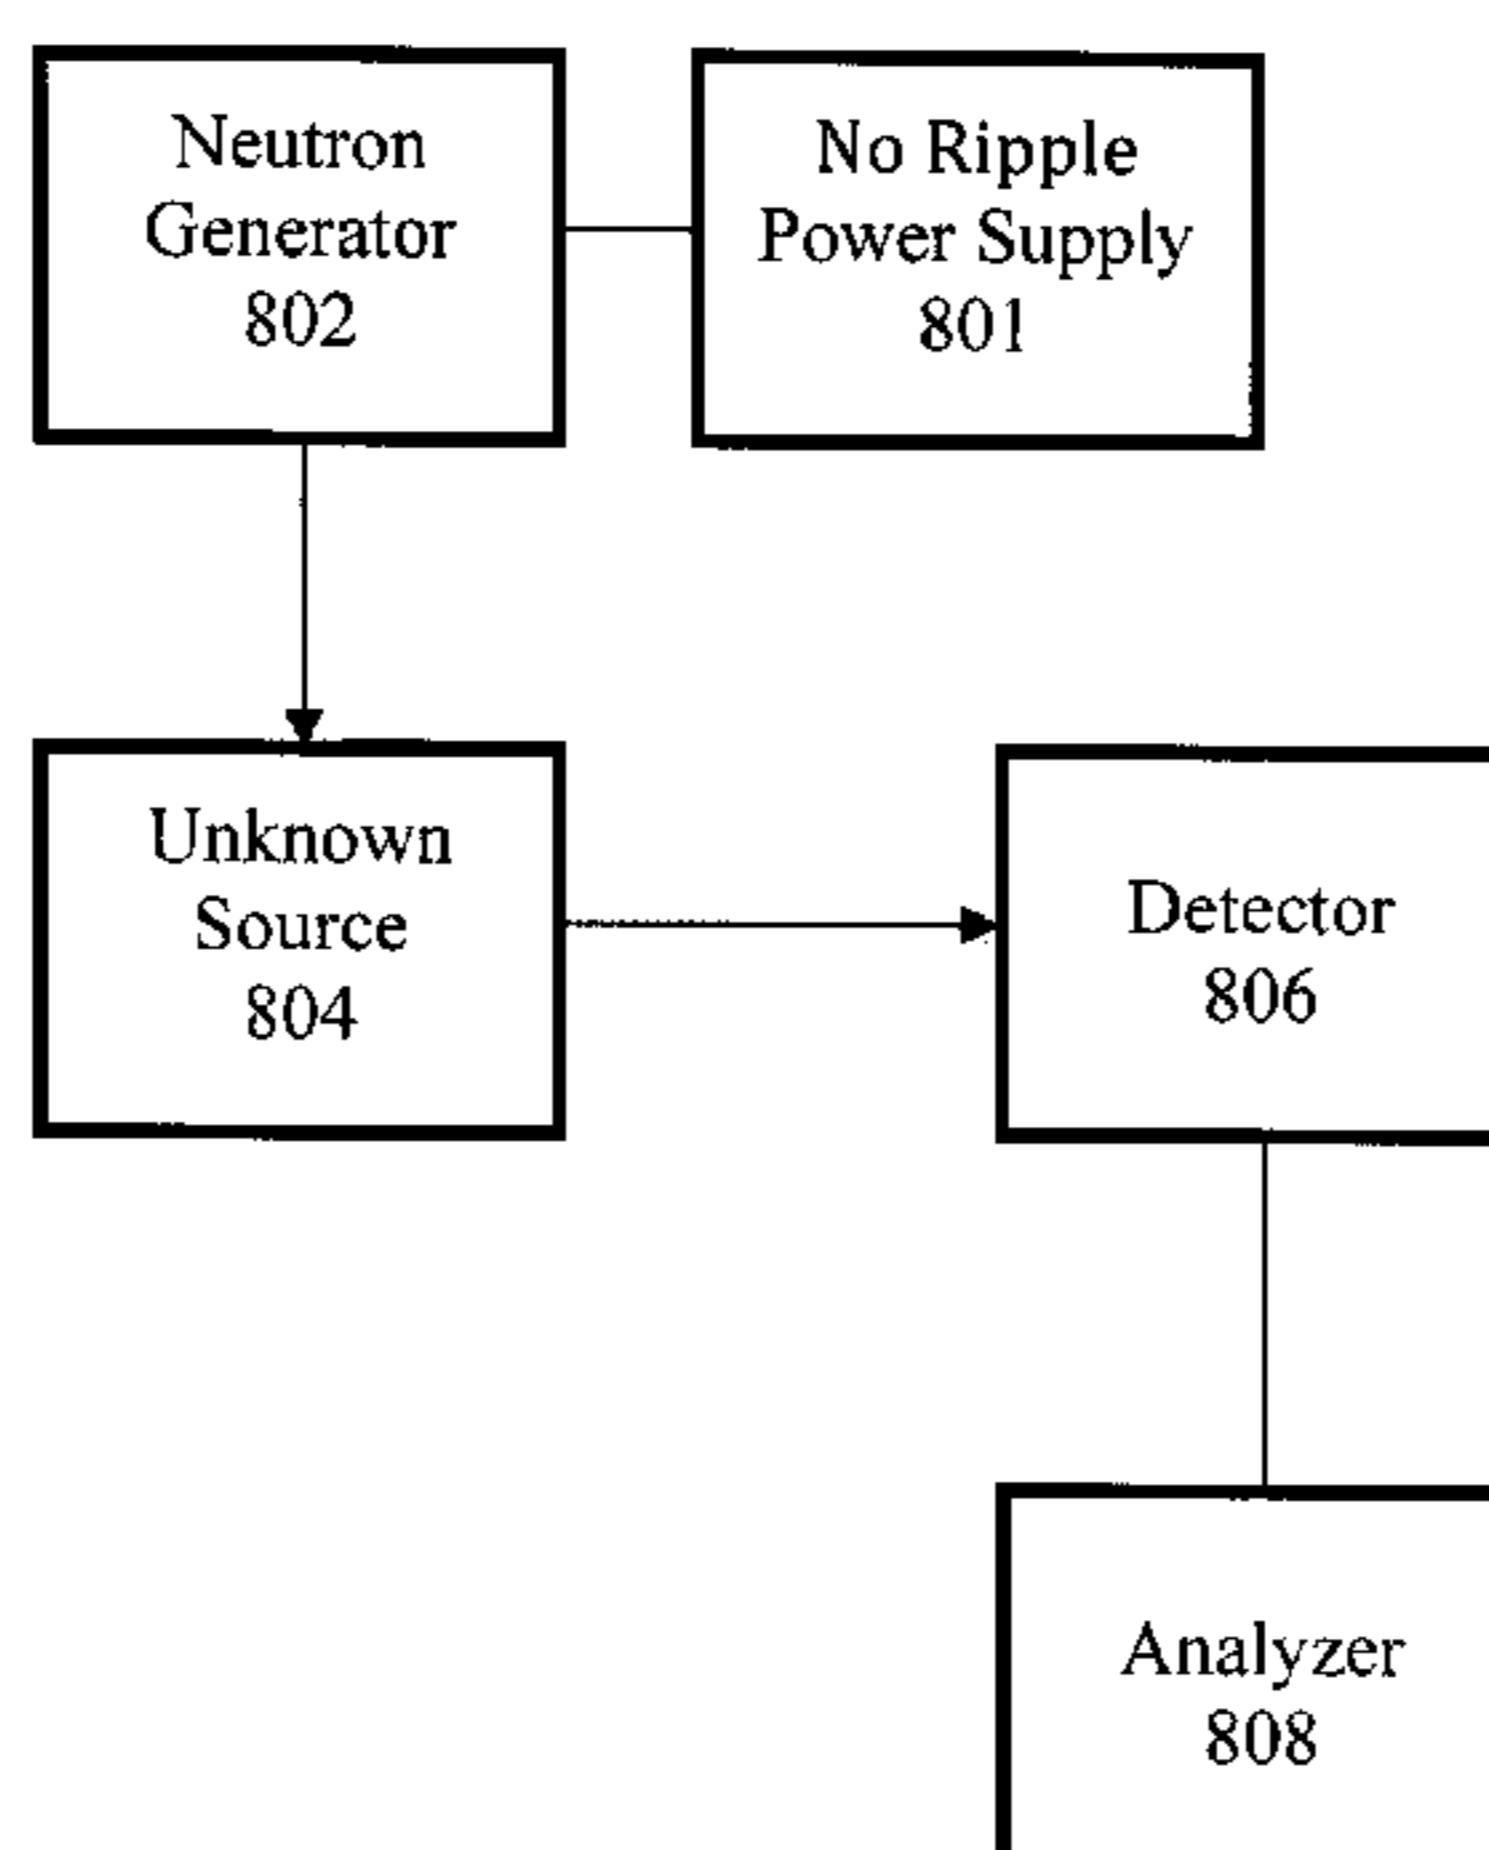 Neutron
Generator
802
No Ripple
Power Supply
801
Unknown
Source
804
Detector
806
Analyzer
808